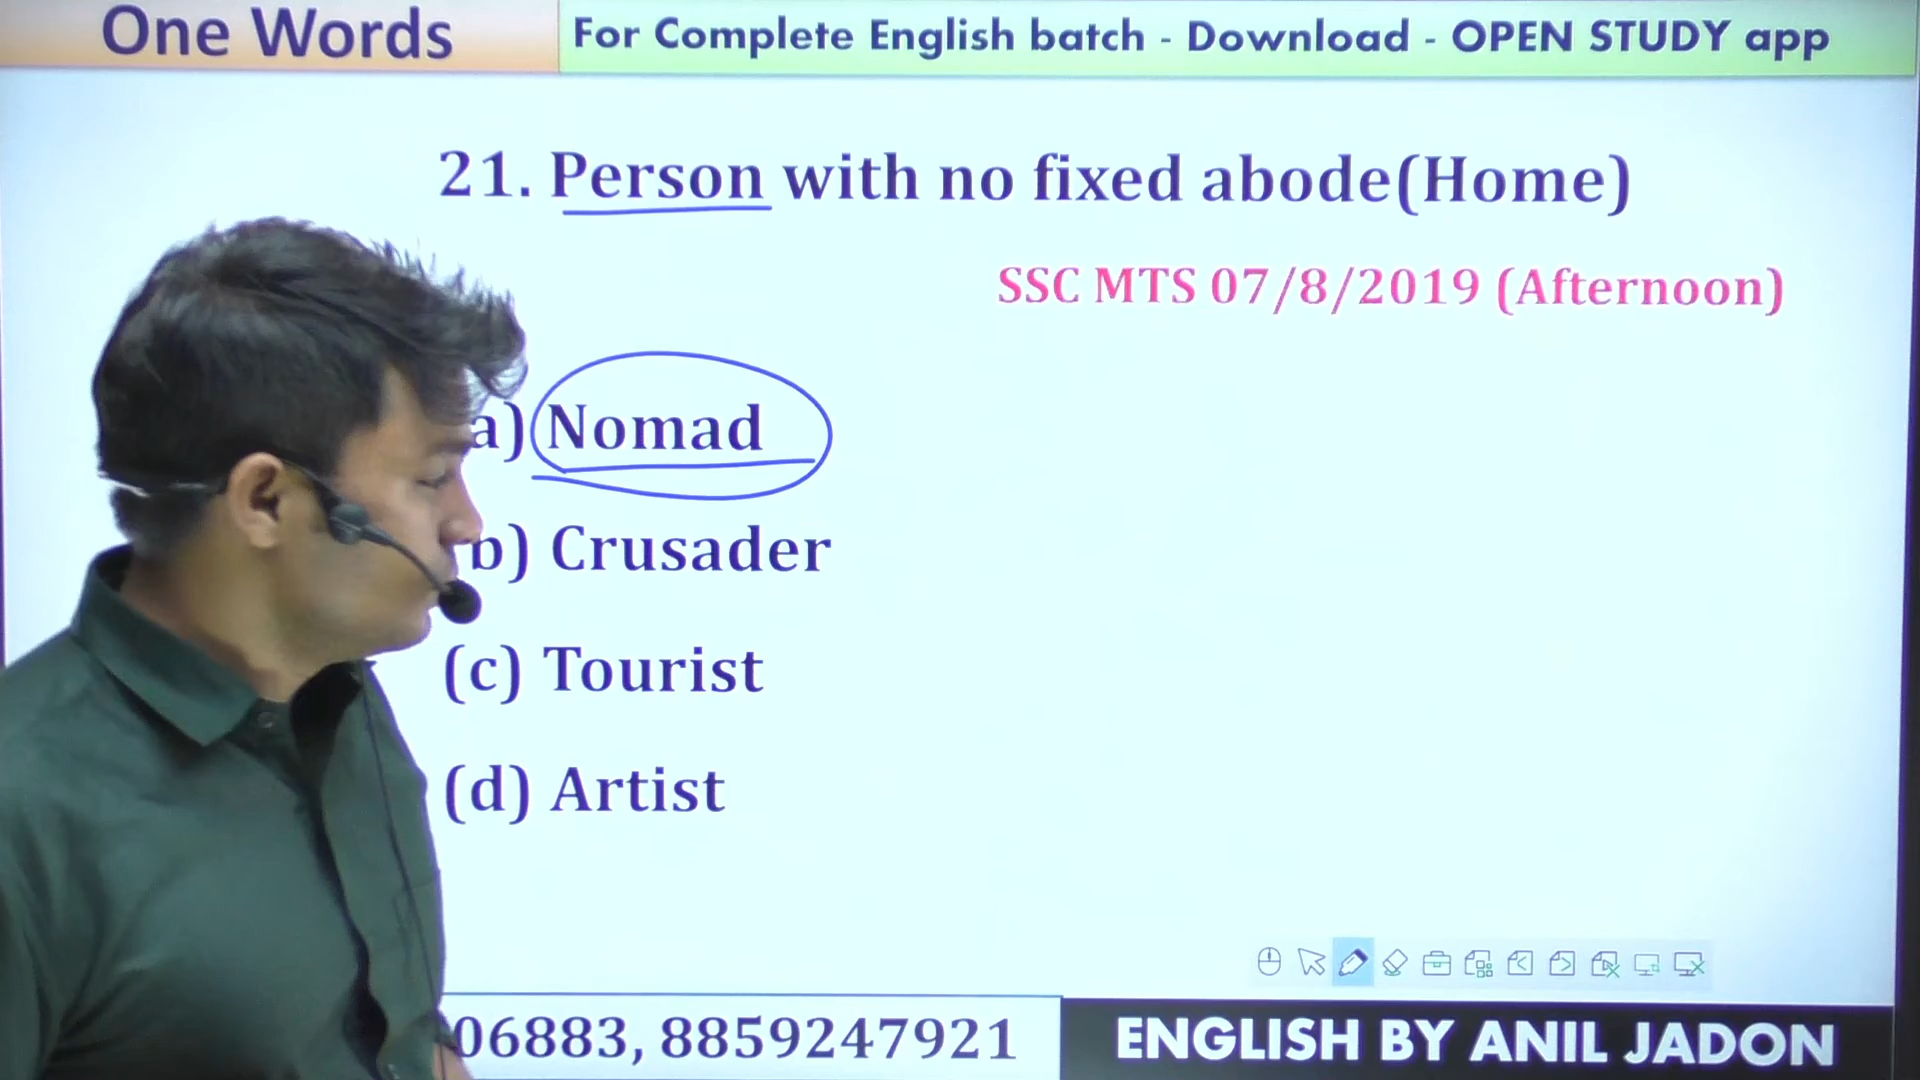 One Words
For Complete English batch - Download - OPEN STUDY app
21. Person with no fixed abode(Home)
SSC MTS 07/8/2019 (Afternoon)
a) Nomad
b) Crusader
(c) Tourist
(d) Artist
06883, 8859247921
ENGLISH BY ANIL JADON